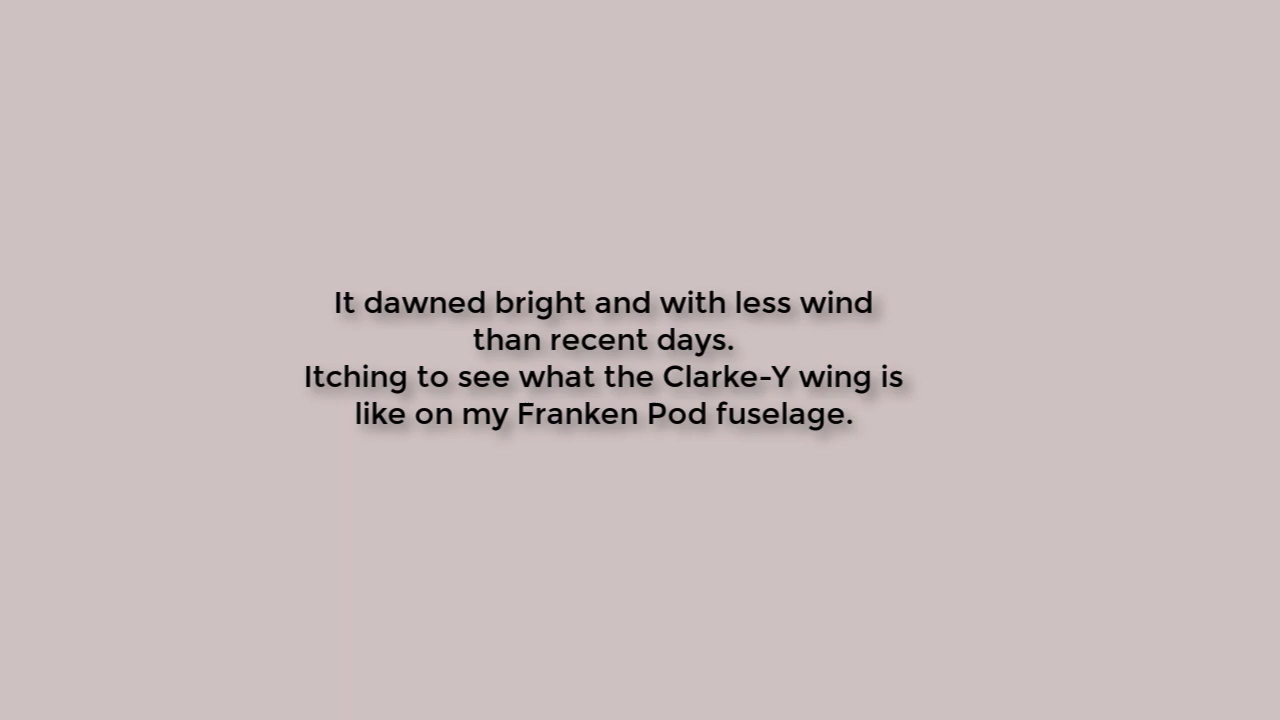 It dawned bright and with less wind
than recent days.
Itching to see what the Clarke-Y wing is
like on my Franken Pod fuselage.